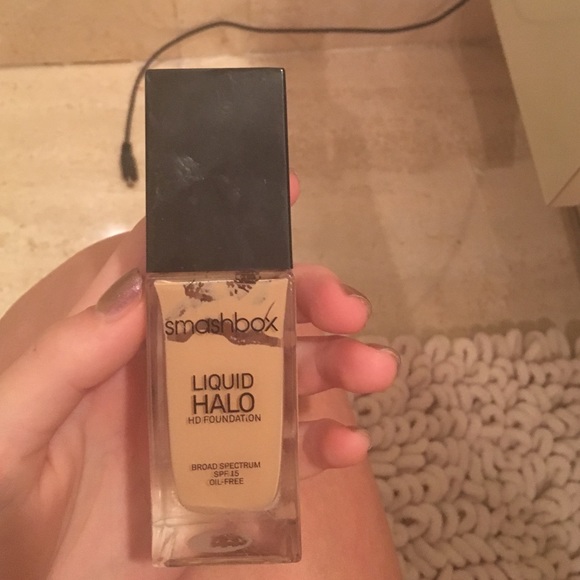 smashbox
LIQUID
HALO
HD FOUNDATION
BROAD SPECTRUM
SPF 15
OIL-FREE